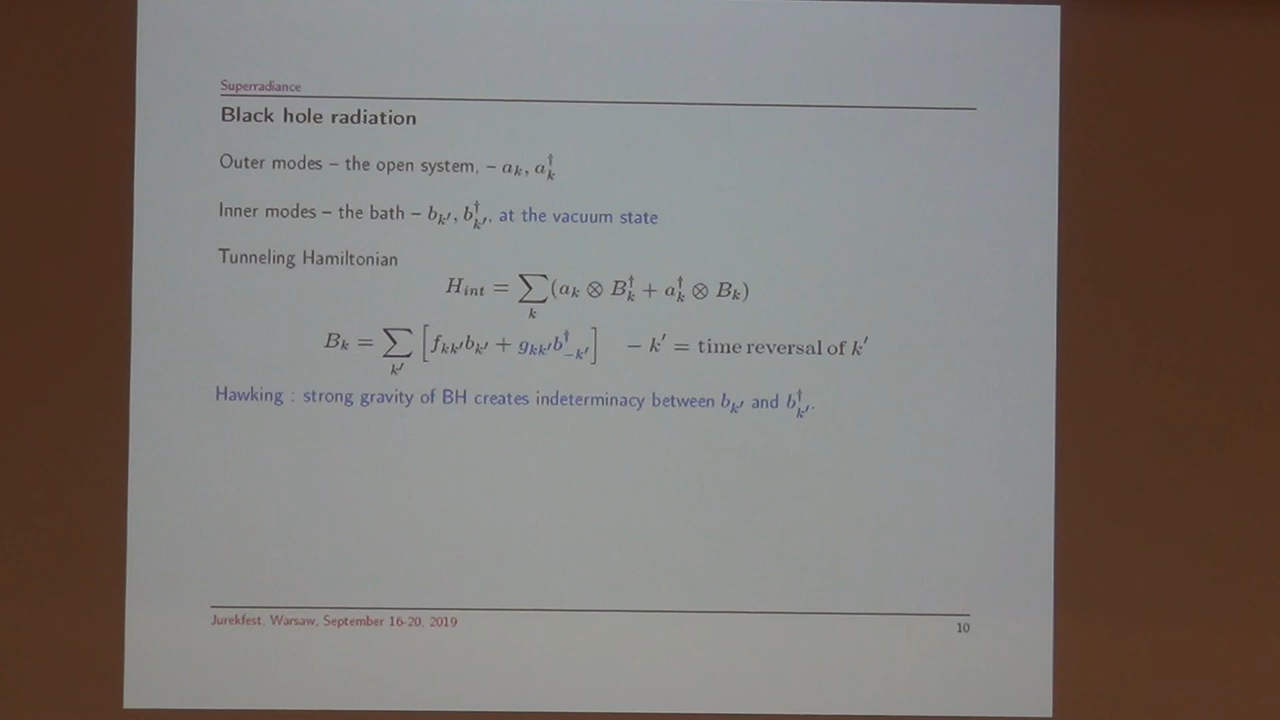 Superradiance
Black hole radiation
Outer modes – the open system, – $a_k, a_k^\dagger$
Inner modes – the bath – $b_{k'}, b_{k'}^\dagger$, at the vacuum state
Tunneling Hamiltonian
$H_{int} = \sum_k (a_k \otimes B_k^\dagger + a_k^\dagger \otimes B_k)$
$B_k = \sum_{k'} \left[ f_{kk'} b_{k'} + g_{kk'} b_{-k'}^\dagger \right]$ $- k'$ = time reversal of $k'$
Hawking : strong gravity of BH creates indeterminacy between $b_{k'}$ and $b_{k'}^\dagger$.
Jurekfest, Warsaw, September 16-20, 2019
10